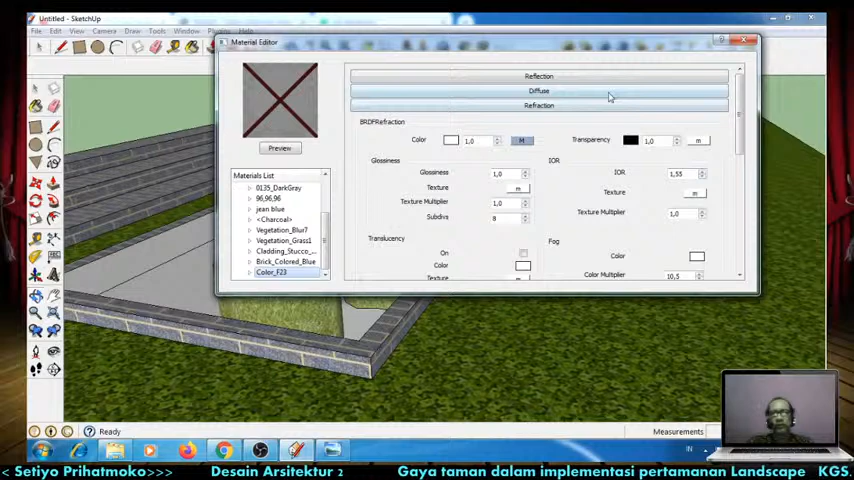 Untitled - SketchUp
File Edit View Camera Draw Tools Window
Material Editor
Reflection
Diffuse
Refraction
BRDFRefraction
Color 1,0 M Transparency 1,0 m
Glossiness IOR
Glossiness 1,0 IOR 1,55
Texture m Texture m
Texture Multiplier 1,0 Texture Multiplier 1,0
Subdivs 8
Translucency Fog
On Color
Color Color Multiplier 10,5
Texture m
Preview
Materials List
0135_DarkGray
96,96,96
jean blue
<Charcoal>
Vegetation_Blur7
Vegetation_Grass1
Cladding_Stucco_...
Brick_Colored_Blue
Color_F23
Ready Measurements
IN
< Setiyo Prihatmoko>>> Desain Arsitektur 2 Gaya taman dalam implementasi pertamanan Landscape KGS.